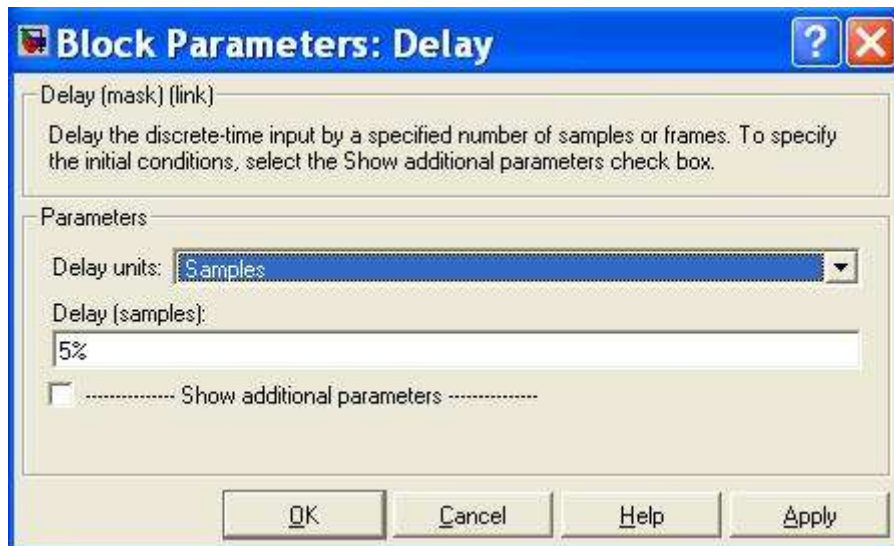 Block Parameters: Delay
Delay (mask) (link)
Delay the discrete-time input by a specified number of samples or frames. To specify
the initial conditions, select the Show additional parameters check box.
Parameters
Delay units: Samples
Delay (samples):
5%
-------------- Show additional parameters --------------
OK Cancel Help Apply